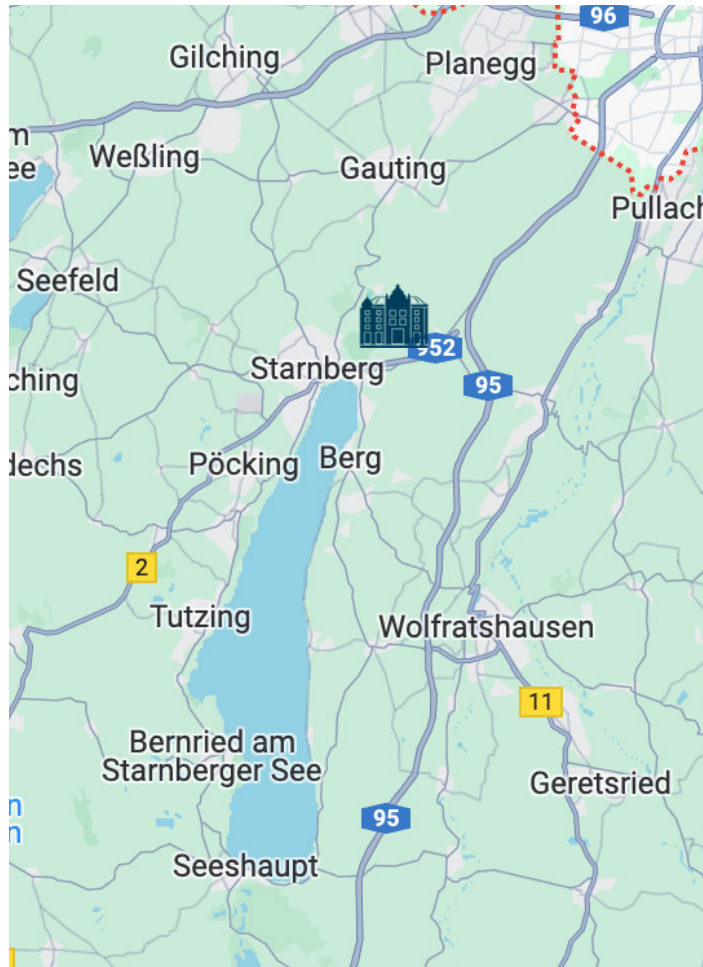 96
Gilching
Planegg
Weßling
Gauting
Pullach
Seefeld
952
Starnberg
95
Pöcking
Berg
2
Tutzing
Wolfratshausen
11
Bernried am
Starnberger See
Geretsried
95
Seeshaupt